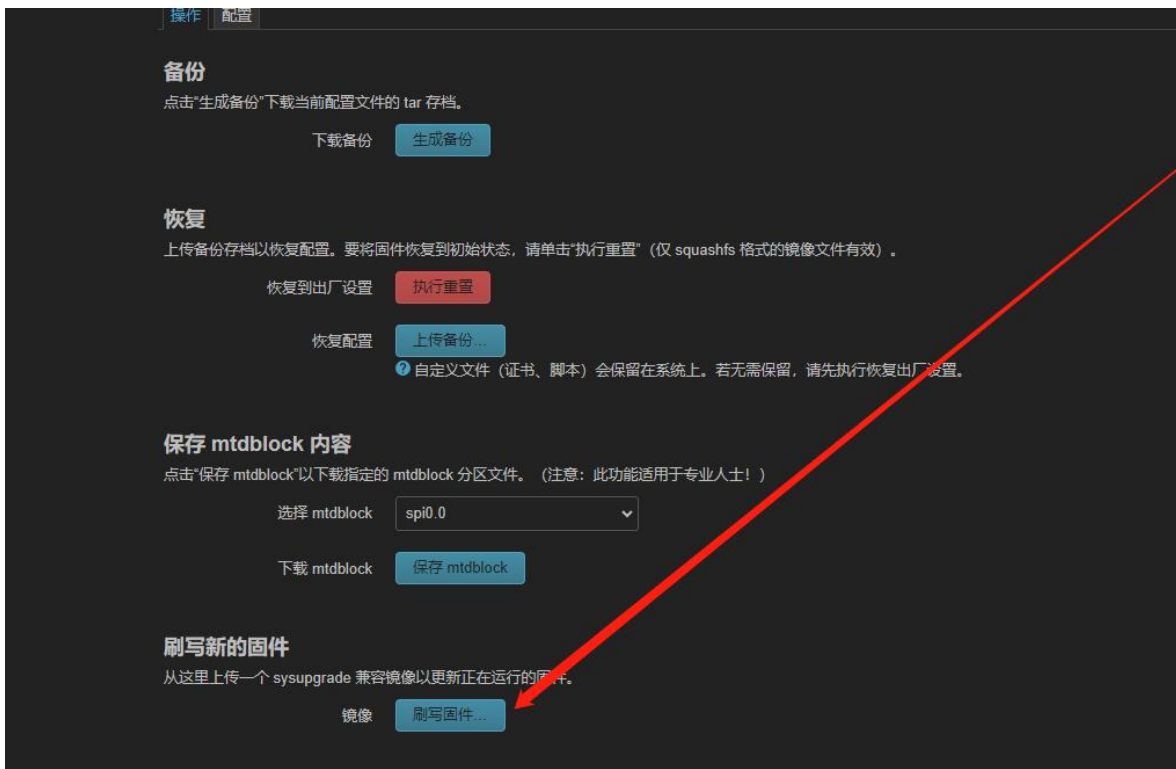 操作 配置
备份
点击“生成备份”下载当前配置文件的 tar 存档。
下载备份 生成备份
恢复
上传备份存档以恢复配置。要将固件恢复到初始状态，请单击“执行重置”（仅 squashfs 格式的镜像文件有效）。
恢复到出厂设置 执行重置
恢复配置 上传备份...
自定义文件（证书、脚本）会保留在系统上。若无需保留，请先执行恢复出厂设置。
保存 mtdblock 内容
点击“保存 mtdblock”以下载指定的 mtdblock 分区文件。（注意：此功能适用于专业人士！）
选择 mtdblock spi0.0
下载 mtdblock 保存 mtdblock
刷写新的固件
从这里上传一个 sysupgrade 兼容镜像以更新正在运行的固件。
镜像 刷写固件...